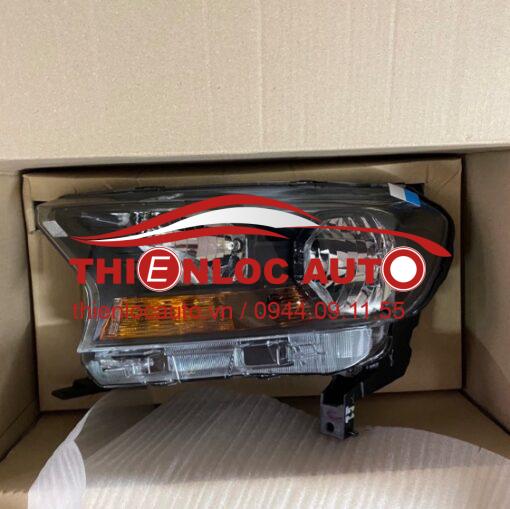 THIENLOC AUTO
thienlocauto.vn / 0944.09 11 55